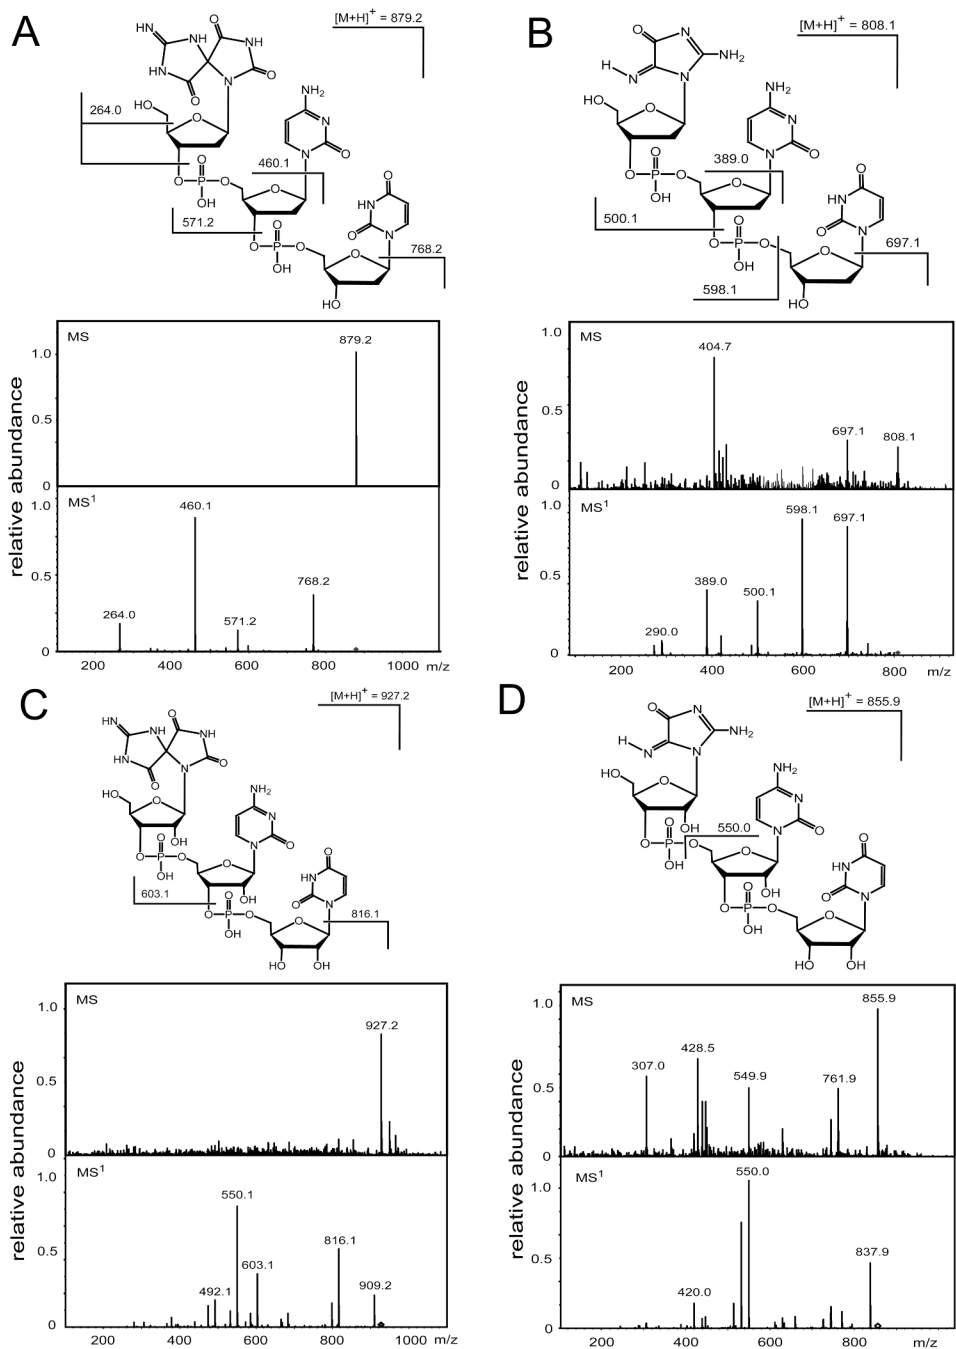 A
[M+H]+ = 879.2
O
HN
NH
NH
HN
O
N
O
NH2
264.0
HO
O
N
N
O
O
460.1
O
P
O
OH
O
HN
571.2
O
N
O
O
P
O
OH
768.2
O
HO
MS
1.0
879.2
0.5
0
MS1
1.0
460.1
0.5
768.2
264.0
571.2
0
200
400
600
800
1000
m/z
relative abundance
B
[M+H]+ = 808.1
O
N
H
NH2
N
N
HO
O
NH2
N
N
O
O
389.0
O
P
O
OH
O
O
HN
500.1
O
N
O
O
P
O
OH
697.1
598.1
O
HO
MS
1.0
404.7
0.5
697.1
808.1
0
MS1
1.0
598.1
697.1
0.5
389.0
500.1
290.0
0
200
400
600
800
m/z
relative abundance
C
[M+H]+ = 927.2
O
HN
NH
NH
HN
O
N
O
NH2
HO
O
N
OH
N
O
O
O
P
O
OH
O
O
HN
603.1
OH
O
N
O
O
P
O
OH
816.1
O
HO
OH
MS
1.0
927.2
0.5
0
MS1
1.0
550.1
816.1
0.5
603.1
492.1
909.2
0
200
400
600
800
1000
m/z
relative abundance
D
[M+H]+ = 855.9
O
N
H
NH2
N
N
HO
O
NH2
N
OH
550.0
N
O
O
O
P
O
OH
O
O
HN
OH
O
N
O
O
P
O
OH
O
HO
OH
MS
1.0
855.9
428.5
307.0
549.9
761.9
0.5
0
MS1
1.0
550.0
837.9
0.5
420.0
0
200
400
600
800
m/z
relative abundance